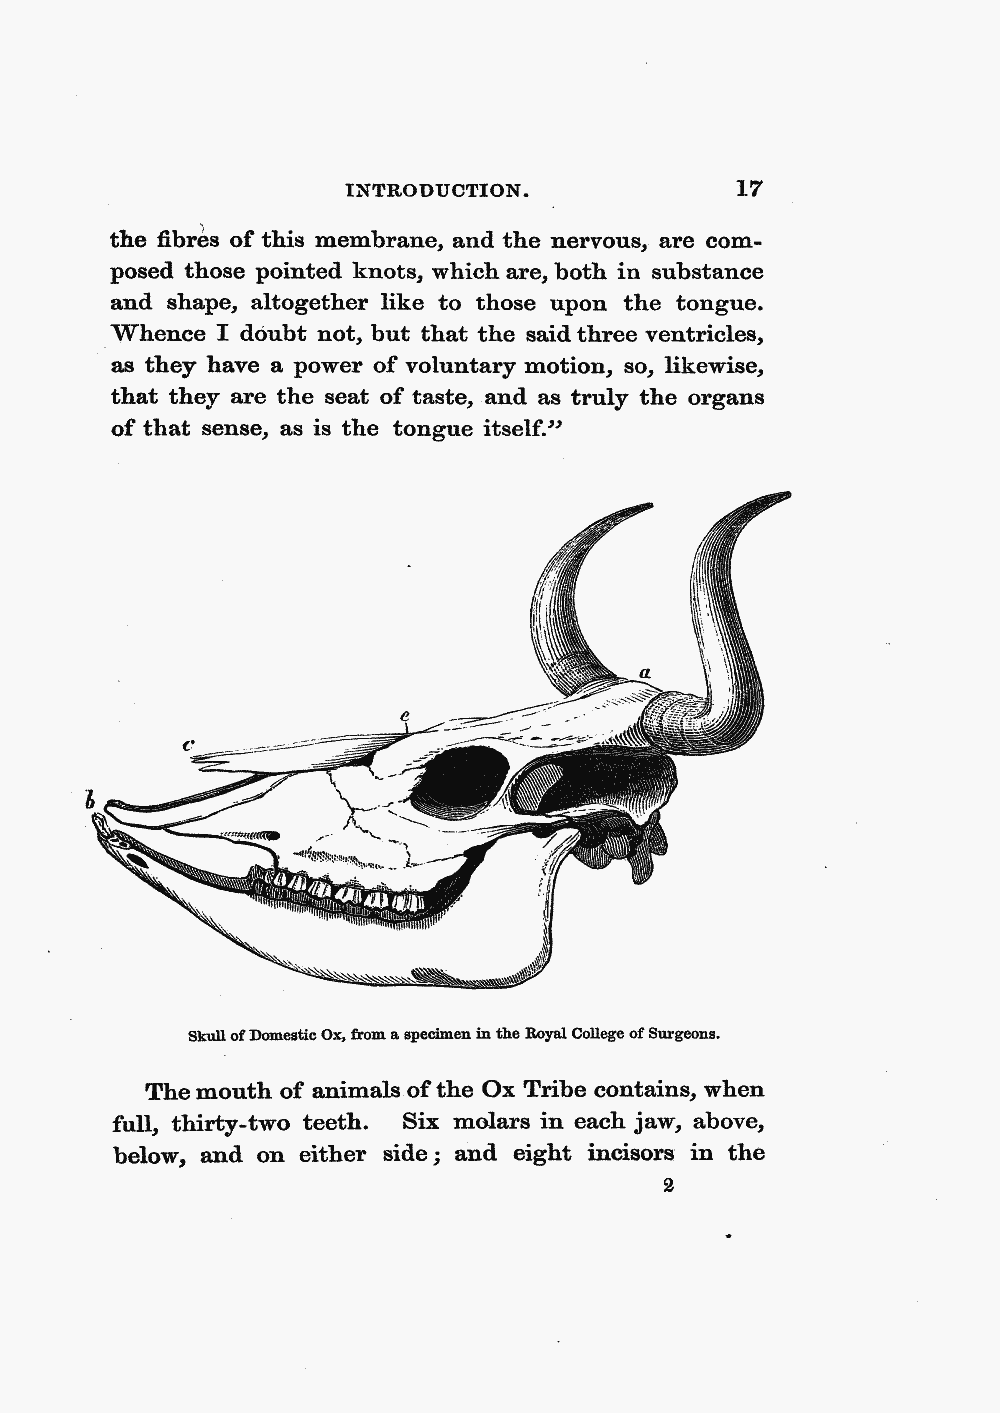 INTRODUCTION. 17
the fibres of this membrane, and the nervous, are com-
posed those pointed knots, which are, both in substance
and shape, altogether like to those upon the tongue.
Whence I doubt not, but that the said three ventricles,
as they have a power of voluntary motion, so, likewise,
that they are the seat of taste, and as truly the organs
of that sense, as is the tongue itself.”
a
e
c
b
Skull of Domestic Ox, from a specimen in the Royal College of Surgeons.
The mouth of animals of the Ox Tribe contains, when
full, thirty-two teeth. Six molars in each jaw, above,
below, and on either side; and eight incisors in the
2